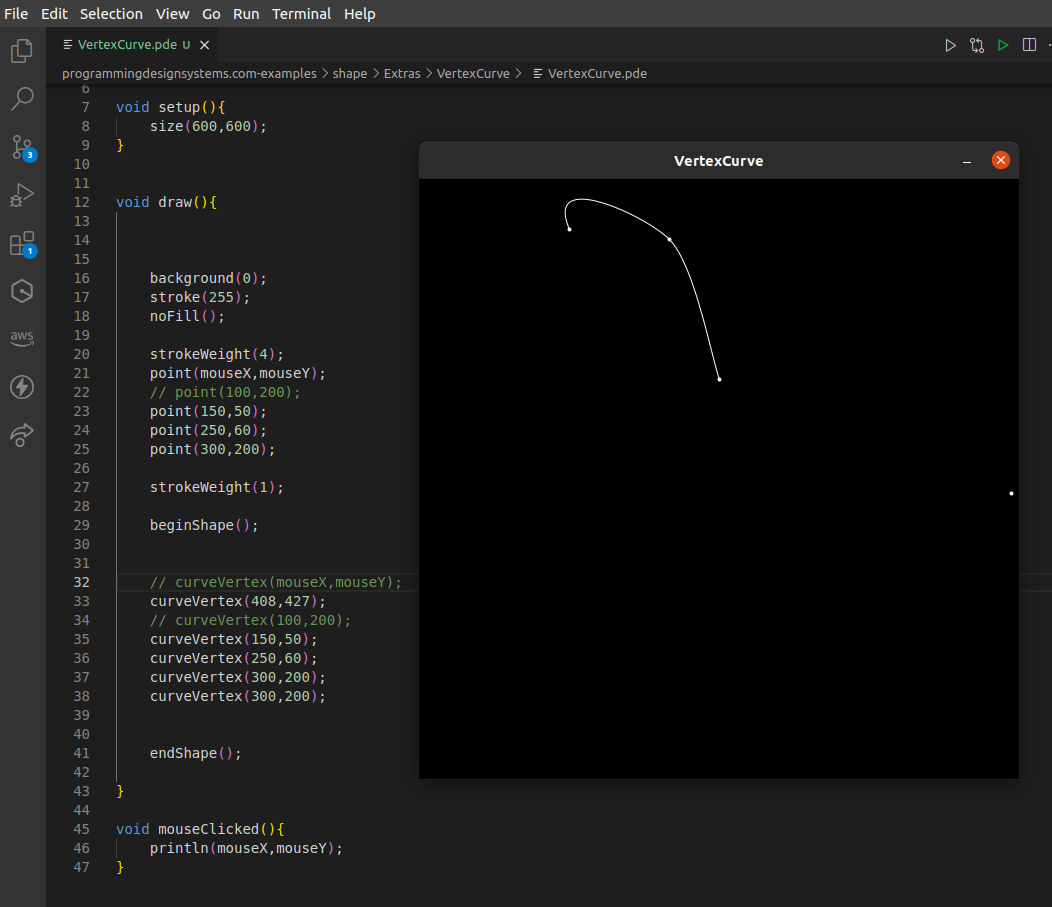 File Edit Selection View Go Run Terminal Help
VertexCurve.pde U
programmingdesignsystems.com-examples > shape > Extras > VertexCurve > VertexCurve.pde
6
7 void setup(){
8 size(600,600);
9 }
10
11
12 void draw(){
13
14
15
16 background(0);
17 stroke(255);
18 noFill();
19
20 strokeWeight(4);
21 point(mouseX,mouseY);
22 // point(100,200);
23 point(150,50);
24 point(250,60);
25 point(300,200);
26
27 strokeWeight(1);
28
29 beginShape();
30
31
32 // curveVertex(mouseX,mouseY);
33 curveVertex(408,427);
34 // curveVertex(100,200);
35 curveVertex(150,50);
36 curveVertex(250,60);
37 curveVertex(300,200);
38 curveVertex(300,200);
39
40
41 endShape();
42
43 }
44
45 void mouseClicked(){
46 println(mouseX,mouseY);
47 }
VertexCurve
3
1
aws